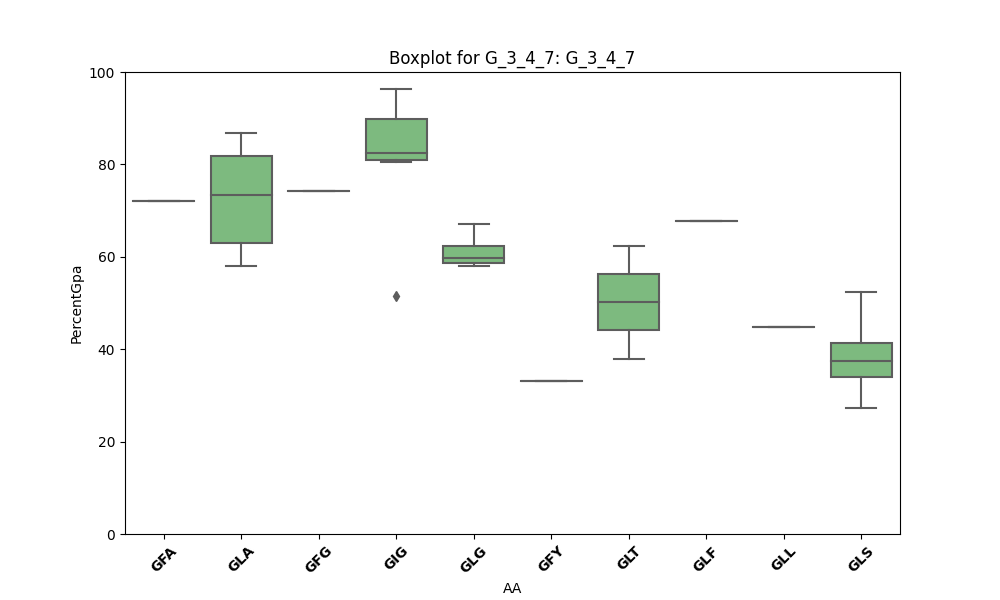 Boxplot for G_3_4_7: G_3_4_7
PercentGpa
100
80
60
40
20
0
GFA
GLA
GFG
GIG
GLG
GFY
GLT
GLF
GLL
GLS
AA